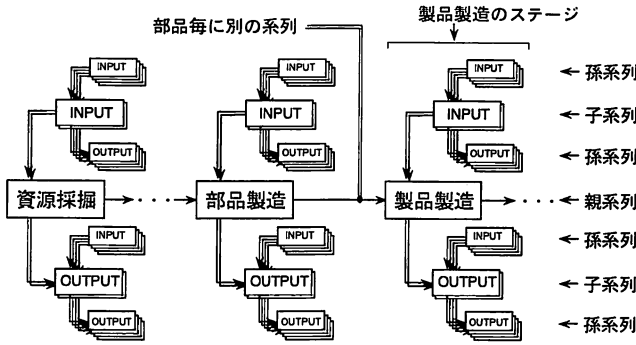 製品製造のステージ
部品毎に別の系列
INPUT INPUT INPUT ←孫系列
INPUT INPUT INPUT ←子系列
OUTPUT OUTPUT OUTPUT ←孫系列
資源採掘 ・・・・ 部品製造 製品製造 ・・・ ←親系列
INPUT INPUT INPUT ←孫系列
OUTPUT OUTPUT OUTPUT ←子系列
OUTPUT OUTPUT OUTPUT ←孫系列